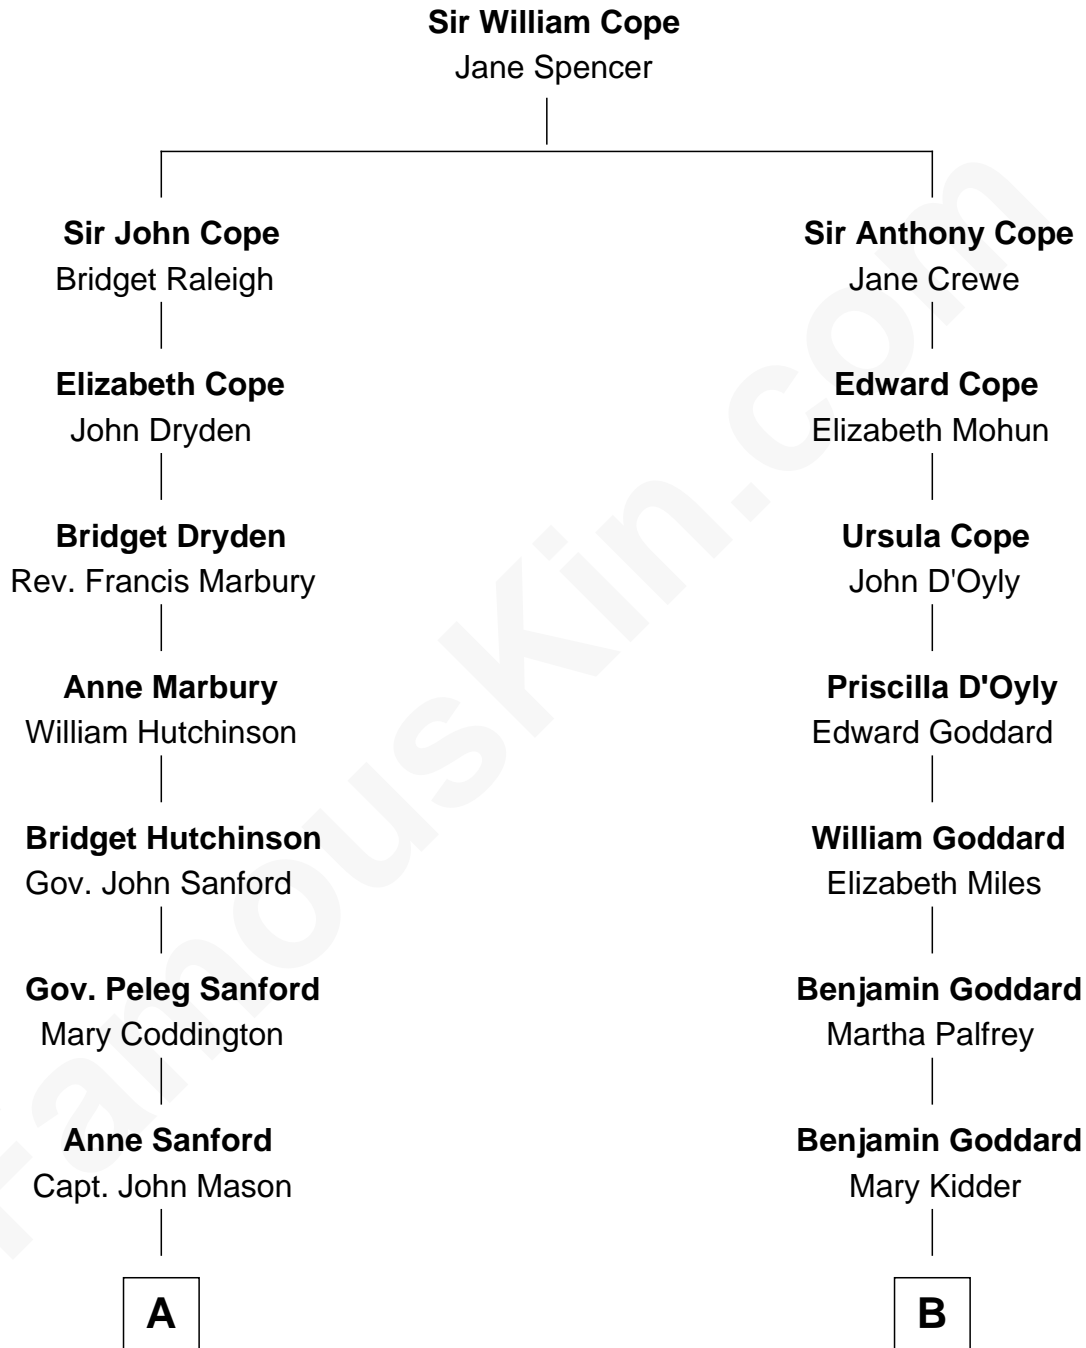 Sir William Cope
Jane Spencer
Sir John Cope
Bridget Raleigh
Elizabeth Cope
John Dryden
Bridget Dryden
Rev. Francis Marbury
Anne Marbury
William Hutchinson
Bridget Hutchinson
Gov. John Sanford
Gov. Peleg Sanford
Mary Coddington
Anne Sanford
Capt. John Mason
A
Sir Anthony Cope
Jane Crewe
Edward Cope
Elizabeth Mohun
Ursula Cope
John D'Oyly
Priscilla D'Oyly
Edward Goddard
William Goddard
Elizabeth Miles
Benjamin Goddard
Martha Palfrey
Benjamin Goddard
Mary Kidder
B
FamousKin.com